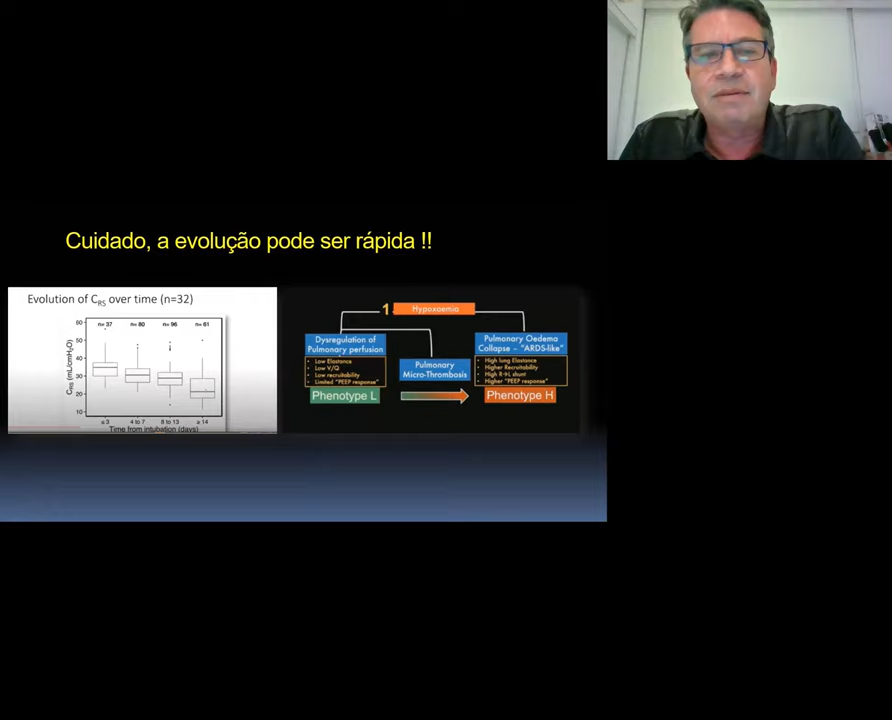 Cuidado, a evolução pode ser rápida !!
Evolution of CRS over time (n=32)
n= 37 n= 80 n= 96 n= 61
60
50
40
30
20
10
CRS (mL/cmH2O)
≤ 3 4 to 7 8 to 13 ≥ 14
Time from intubation (days)
1. Hypoxaemia
Dysregulation of
Pulmonary perfusion
• Low Elastance
• Low V/Q
• Low recruitability
• Limited "PEEP response"
Phenotype L
Pulmonary
Micro-Thrombosis
Pulmonary Oedema
Collapse – "ARDS-like"
• High lung Elastance
• Higher Recruitability
• High R→L shunt
• Higher "PEEP response"
Phenotype H